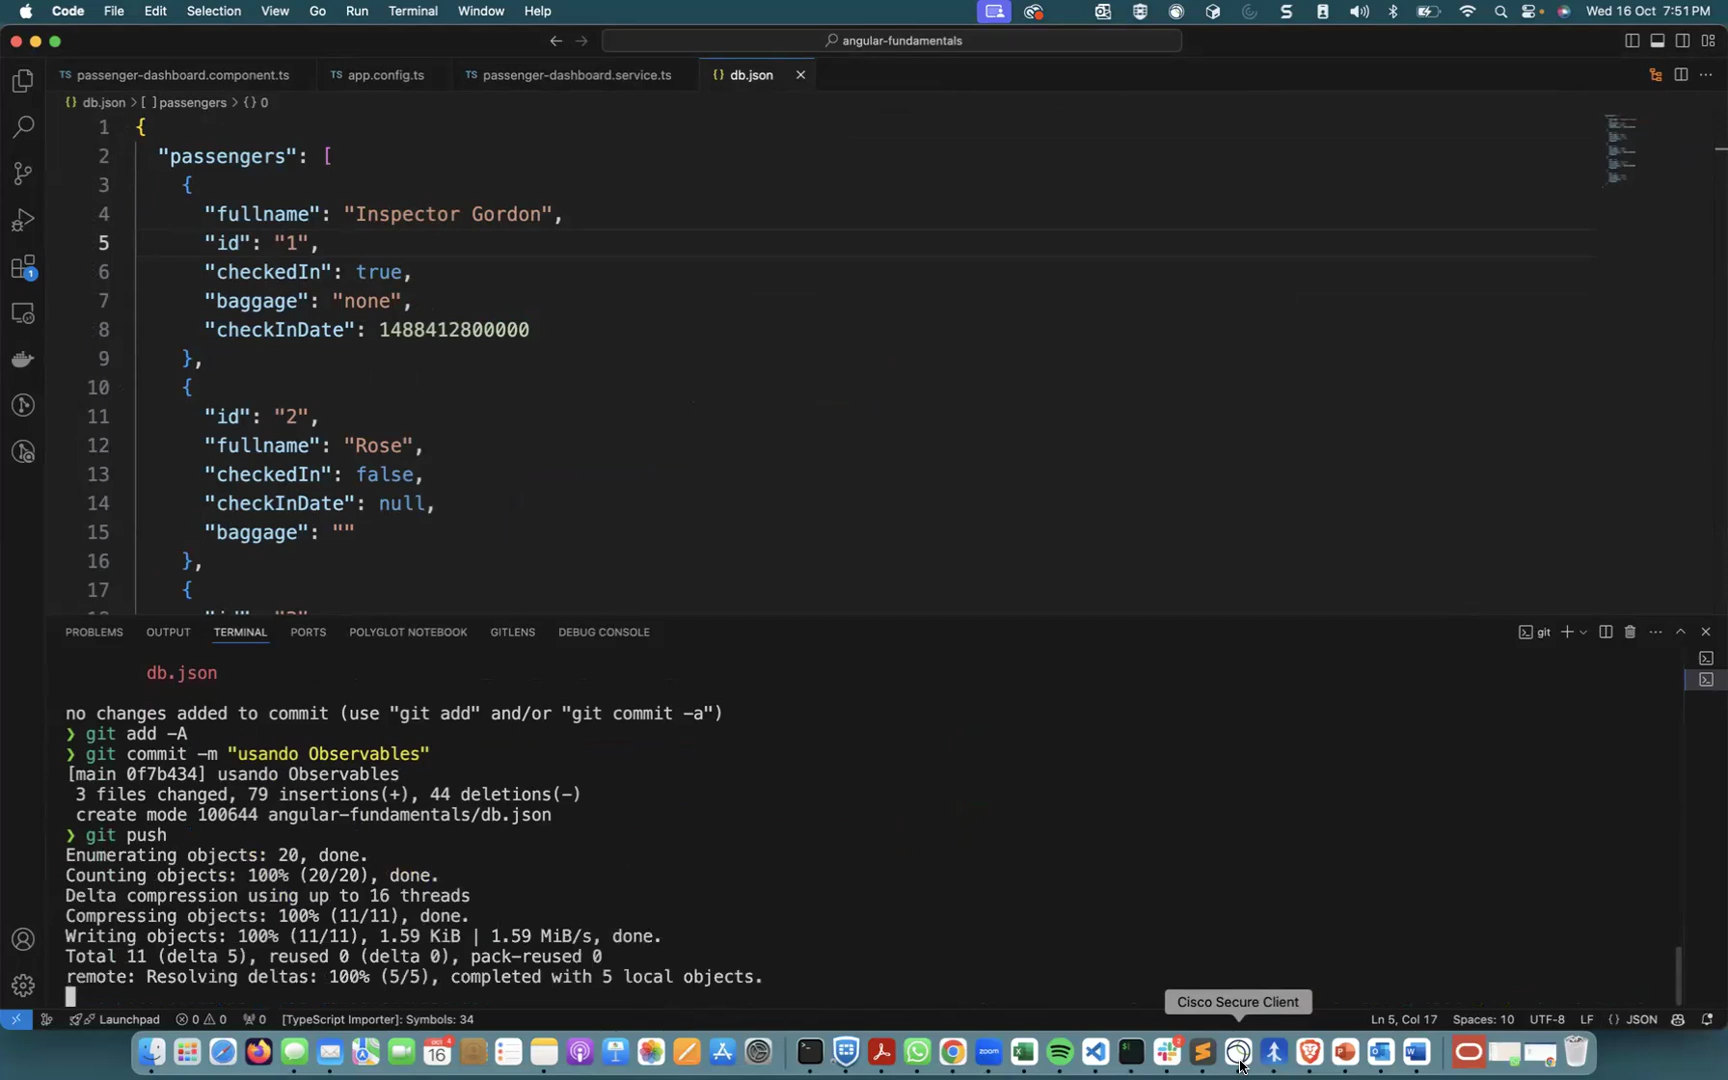 Code File Edit Selection View Go Run Terminal Window Help Wed 16 Oct 7:51 PM
angular-fundamentals
TS passenger-dashboard.component.ts TS app.config.ts TS passenger-dashboard.service.ts {} db.json
{} db.json > [ ] passengers > {} 0
1 {
2 "passengers": [
3 {
4 "fullname": "Inspector Gordon",
5 "id": "1",
6 "checkedIn": true,
7 "baggage": "none",
8 "checkInDate": 1488412800000
9 },
10 {
11 "id": "2",
12 "fullname": "Rose",
13 "checkedIn": false,
14 "checkInDate": null,
15 "baggage": ""
16 },
17 {
PROBLEMS OUTPUT TERMINAL PORTS POLYGLOT NOTEBOOK GITLENS DEBUG CONSOLE git
db.json
no changes added to commit (use "git add" and/or "git commit -a")
❯ git add -A
❯ git commit -m "usando Observables"
[main 0f7b434] usando Observables
3 files changed, 79 insertions(+), 44 deletions(-)
create mode 100644 angular-fundamentals/db.json
❯ git push
Enumerating objects: 20, done.
Counting objects: 100% (20/20), done.
Delta compression using up to 16 threads
Compressing objects: 100% (11/11), done.
Writing objects: 100% (11/11), 1.59 KiB | 1.59 MiB/s, done.
Total 11 (delta 5), reused 0 (delta 0), pack-reused 0
remote: Resolving deltas: 100% (5/5), completed with 5 local objects.
Cisco Secure Client
Launchpad 0 0 0 [TypeScript Importer]: Symbols: 34 Ln 5, Col 17 Spaces: 10 UTF-8 LF {} JSON
OCT
16
zoom